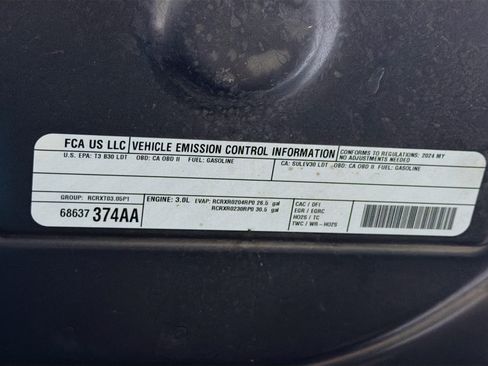 FCA US LLC VEHICLE EMISSION CONTROL INFORMATION CONFORMS TO REGULATIONS: 2024 MY
NO ADJUSTMENTS NEEDED
U.S. EPA: T3 B30 LDT OBD: CA OBD II FUEL: GASOLINE CA: SULEV30 LDT OBD: CA OBD II FUEL: GASOLINE
GROUP: RCRXT03.05P1 ENGINE: 3.0L EVAP: RCRXR0204RP0 26.5 gal CAC / DFI
RCRXR0230RP0 30.5 gal EGR / EGRC
68637 374AA HO2S / TC
TWC / WR-HO2S